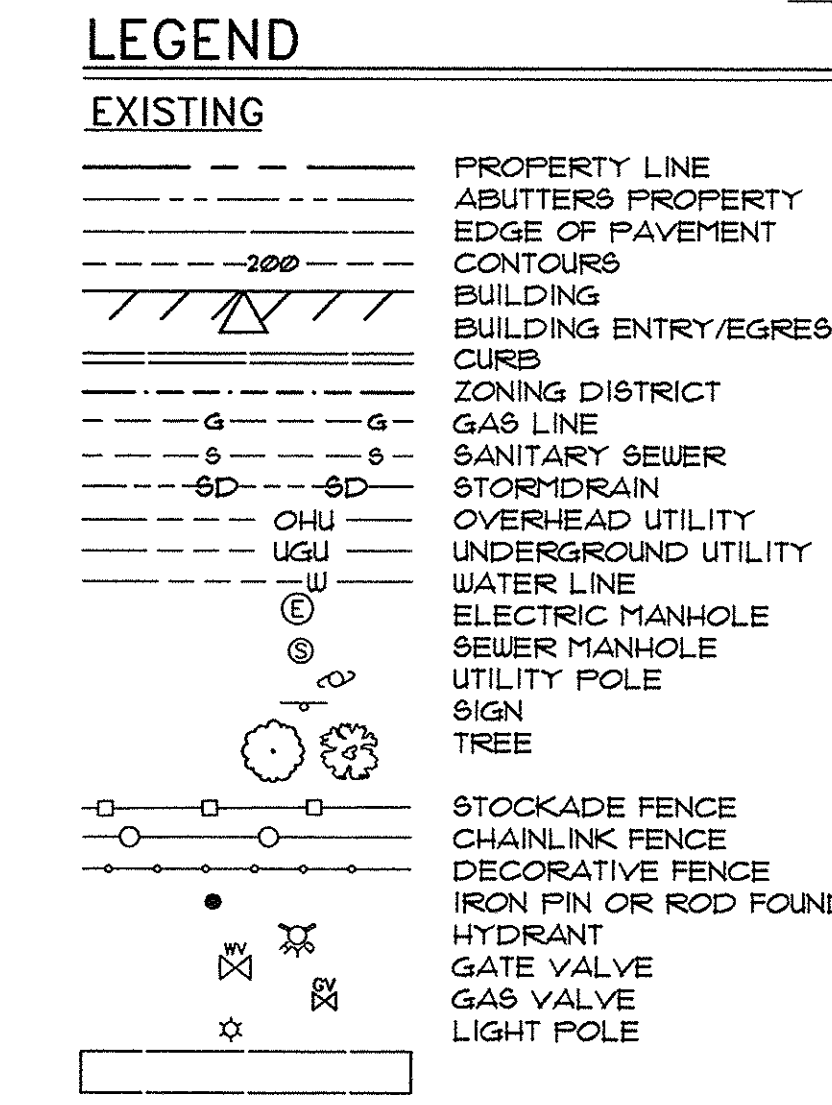 LEGEND
EXISTING
PROPERTY LINE
ABUTTERS PROPERTY
EDGE OF PAVEMENT
200 CONTOURS
BUILDING
BUILDING ENTRY/EGRES
CURB
ZONING DISTRICT
G G GAS LINE
S S SANITARY SEWER
SD SD STORMDRAIN
OHU OVERHEAD UTILITY
UGU UNDERGROUND UTILITY
W WATER LINE
E ELECTRIC MANHOLE
S SEWER MANHOLE
UTILITY POLE
SIGN
TREE
STOCKADE FENCE
CHAINLINK FENCE
DECORATIVE FENCE
IRON PIN OR ROD FOUND
HYDRANT
WV GATE VALVE
GV GAS VALVE
LIGHT POLE